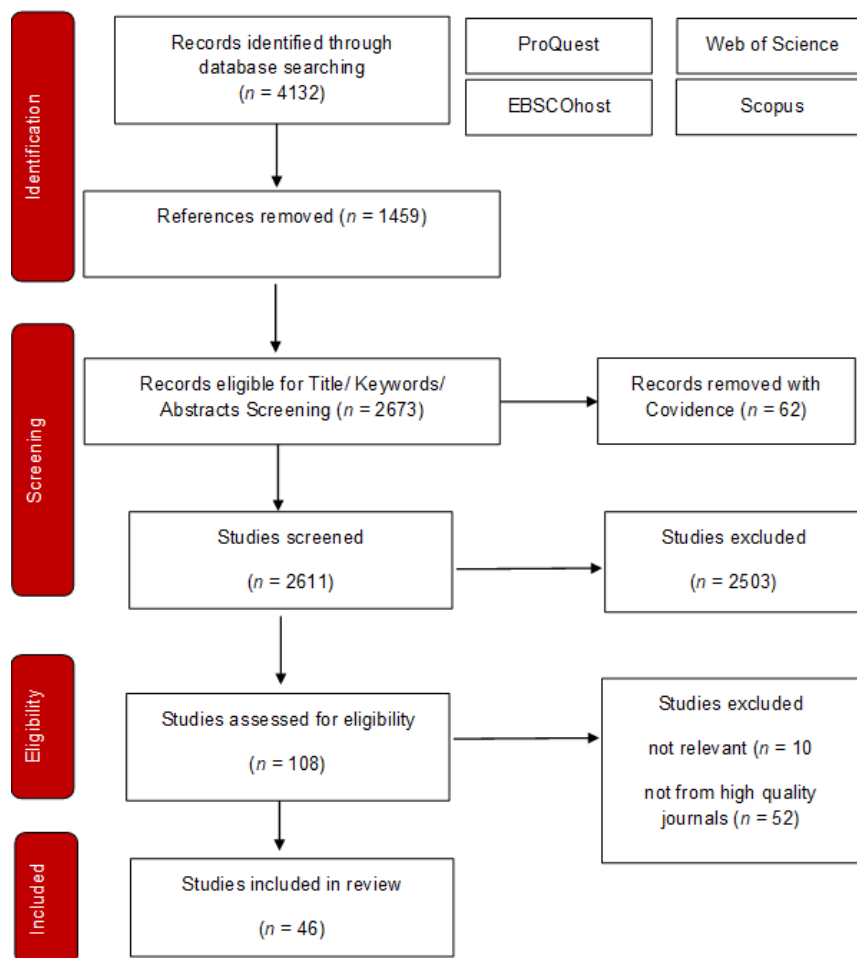 Identification
Records identified through
database searching
(n = 4132)
ProQuest
Web of Science
EBSCOhost
Scopus
References removed (n = 1459)
Screening
Records eligible for Title/ Keywords/
Abstracts Screening (n = 2673)
Records removed with
Covidence (n = 62)
Studies screened
(n = 2611)
Studies excluded
(n = 2503)
Eligibility
Studies assessed for eligibility
(n = 108)
Studies excluded
not relevant (n = 10
not from high quality
journals (n = 52)
Included
Studies included in review
(n = 46)